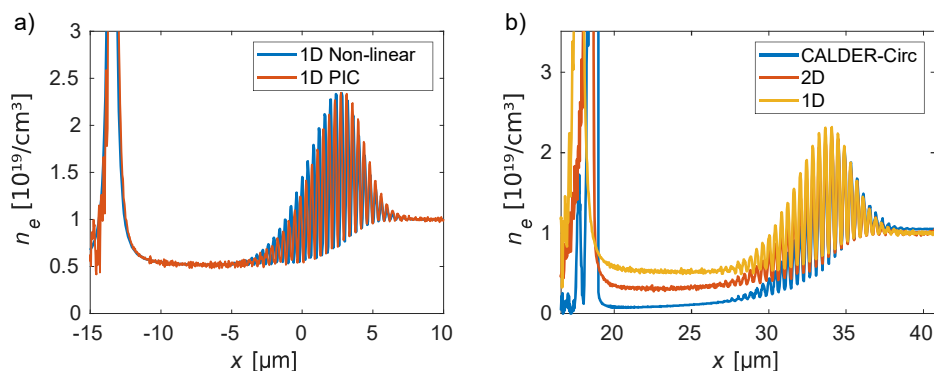 a)
3
2.5
2
1.5
1
0.5
0
n_e [10¹⁹/cm³]
1D Non-linear
1D PIC
-15 -10 -5 0 5 10
x [μm]
b)
3
2
1
0
n_e [10¹⁹/cm³]
CALDER-Circ
2D
1D
20 25 30 35 40
x [μm]